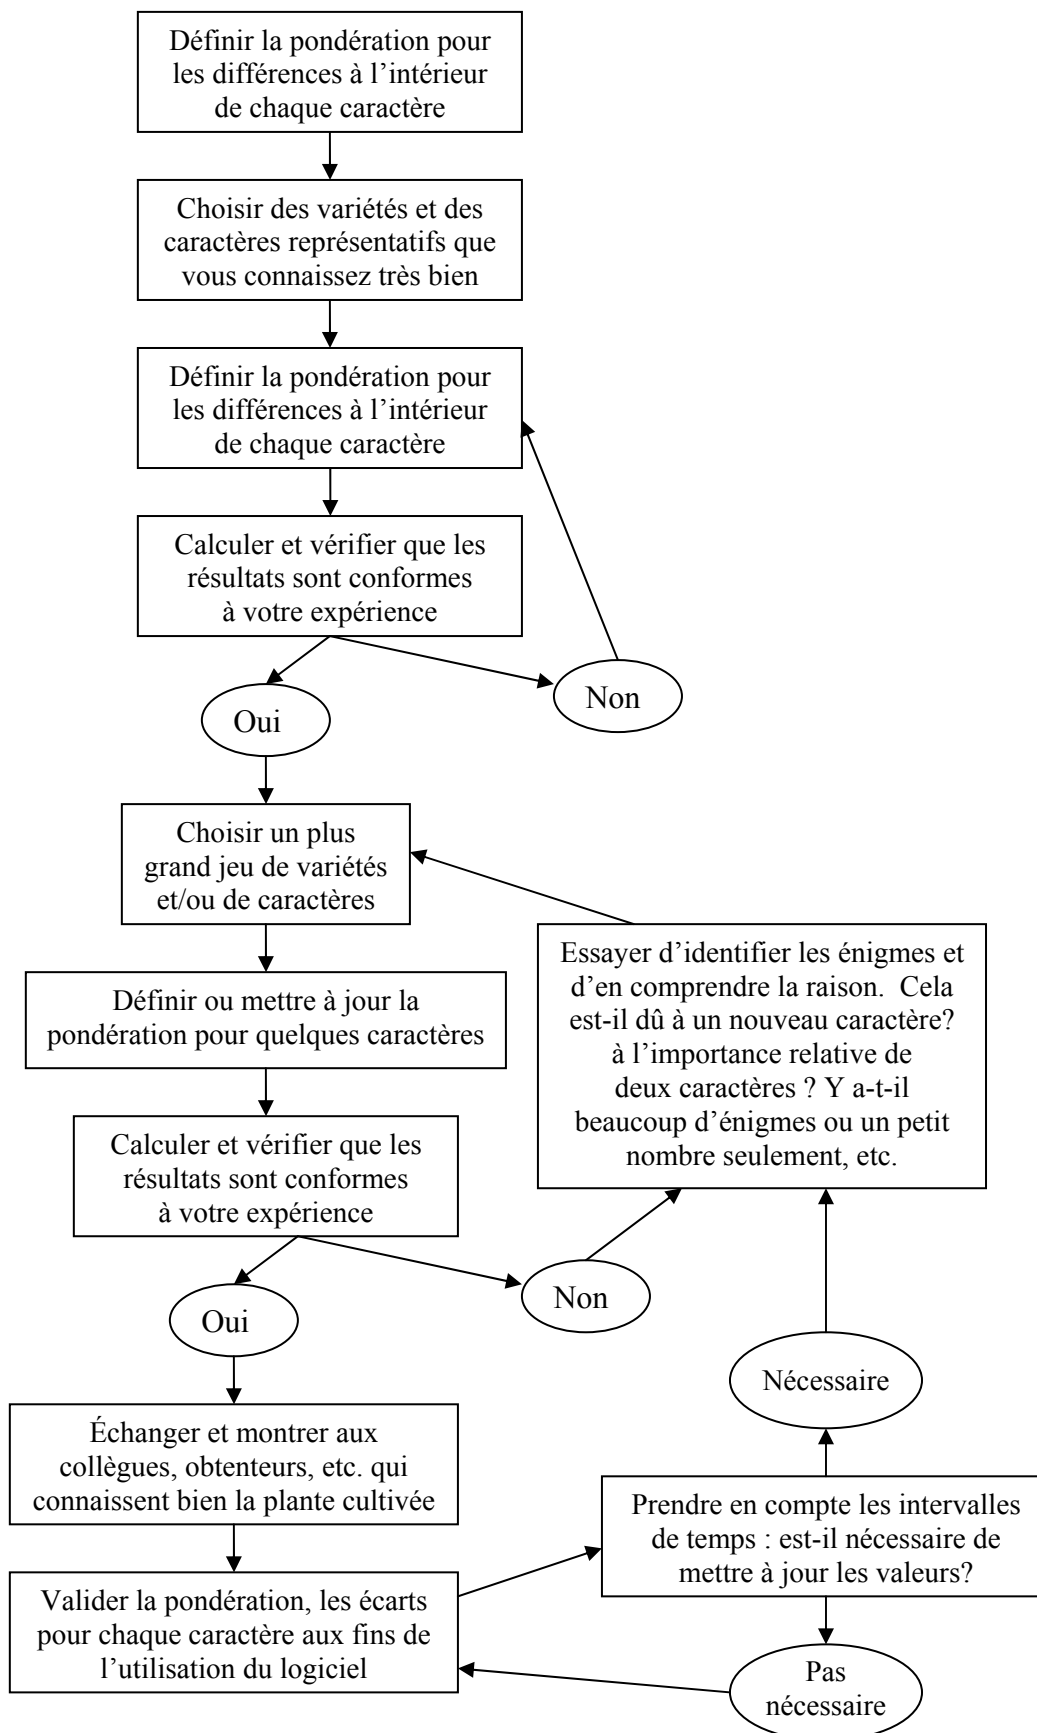 Définir la pondération pour
les différences à l’intérieur
de chaque caractère
Choisir des variétés et des
caractères représentatifs que
vous connaissez très bien
Définir la pondération pour
les différences à l’intérieur
de chaque caractère
Calculer et vérifier que les
résultats sont conformes
à votre expérience
Non
Oui
Choisir un plus
grand jeu de variétés
et/ou de caractères
Définir ou mettre à jour la
pondération pour quelques caractères
Calculer et vérifier que les
résultats sont conformes
à votre expérience
Essayer d’identifier les énigmes et
d’en comprendre la raison.  Cela
est-il dû à un nouveau caractère?
à l’importance relative de
deux caractères ? Y a-t-il
beaucoup d’énigmes ou un petit
nombre seulement, etc.
Non
Oui
Nécessaire
Échanger et montrer aux
collègues, obtenteurs, etc. qui
connaissent bien la plante cultivée
Valider la pondération, les écarts
pour chaque caractère aux fins de
l’utilisation du logiciel
Prendre en compte les intervalles
de temps : est-il nécessaire de
mettre à jour les valeurs?
Pas
nécessaire